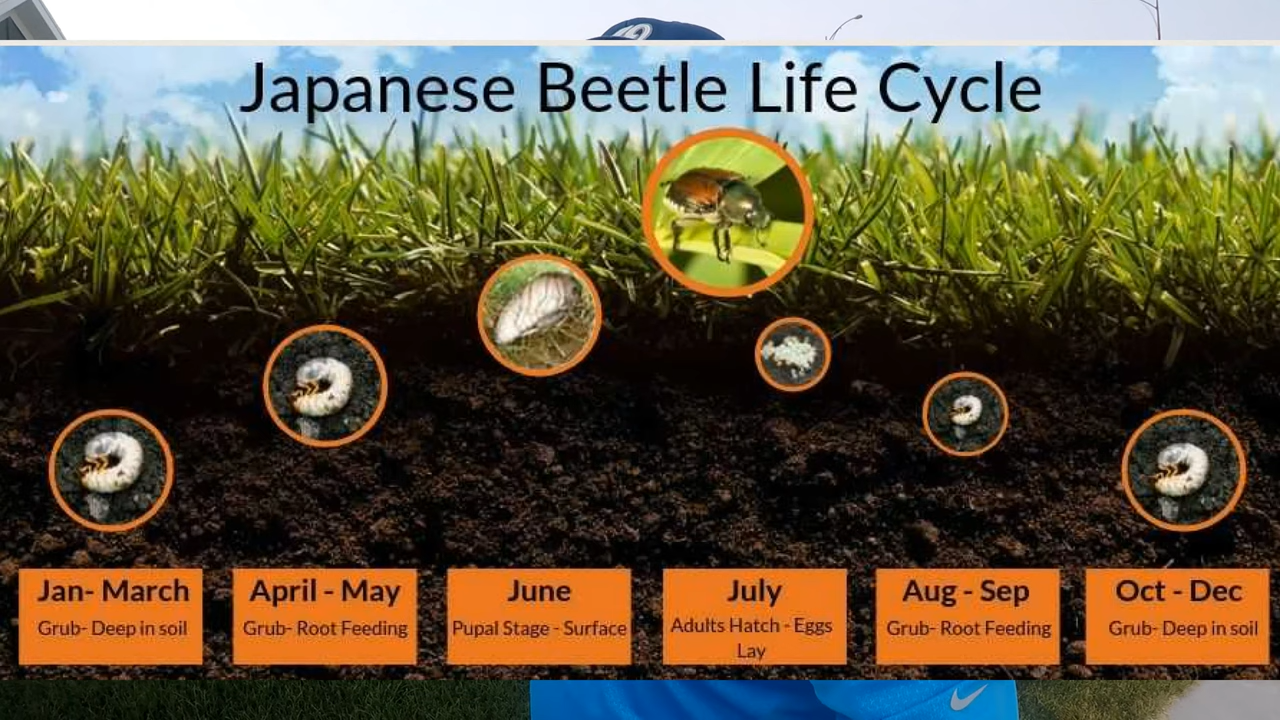 Japanese Beetle Life Cycle
Jan- March
Grub- Deep in soil
April - May
Grub- Root Feeding
June
Pupal Stage - Surface
July
Adults Hatch - Eggs
Lay
Aug - Sep
Grub- Root Feeding
Oct - Dec
Grub- Deep in soil